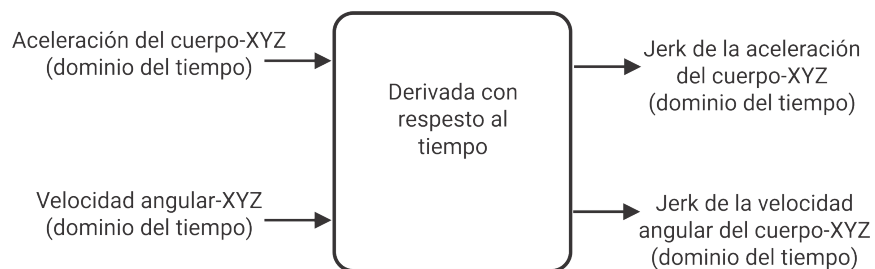 Aceleración del cuerpo-XYZ
(dominio del tiempo)
Velocidad angular-XYZ
(dominio del tiempo)
Derivada con
respesto al
tiempo
Jerk de la aceleración
del cuerpo-XYZ
(dominio del tiempo)
Jerk de la velocidad
angular del cuerpo-XYZ
(dominio del tiempo)